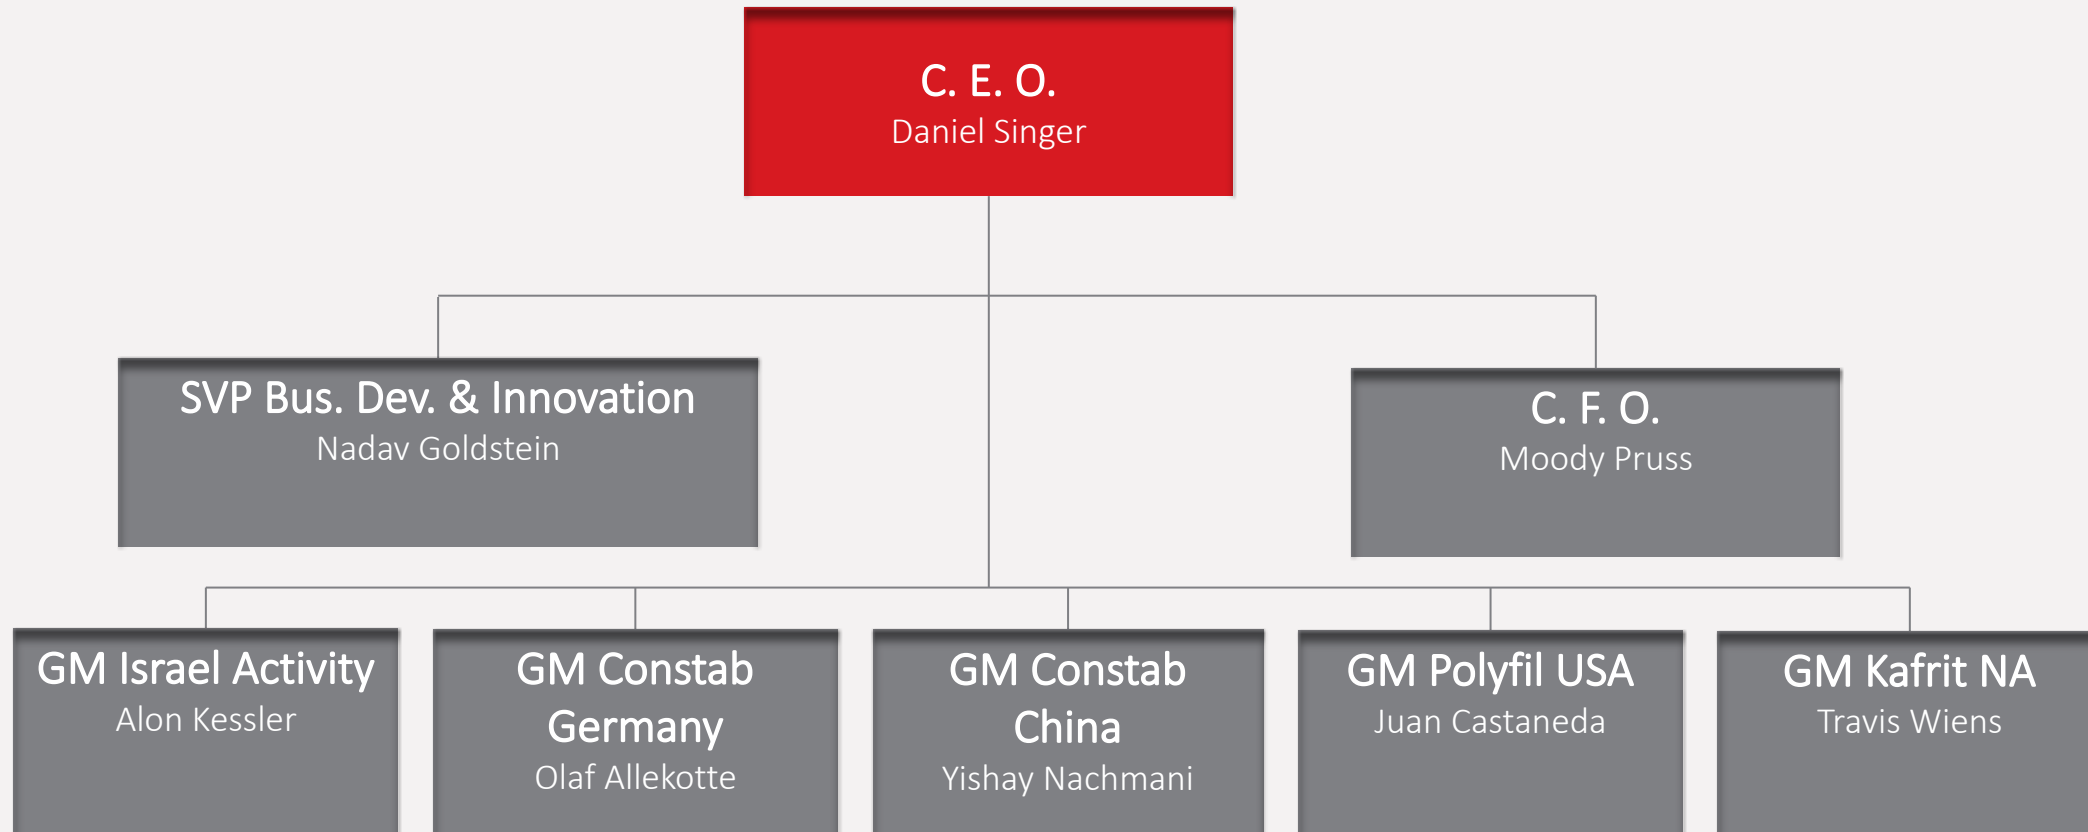 C. E. O.
Daniel Singer
SVP Bus. Dev. & Innovation
Nadav Goldstein
C. F. O.
Moody Pruss
GM Israel Activity
Alon Kessler
GM Constab
Germany
Olaf Allekotte
GM Constab
China
Yishay Nachmani
GM Polyfil USA
Juan Castaneda
GM Kafrit NA
Travis Wiens